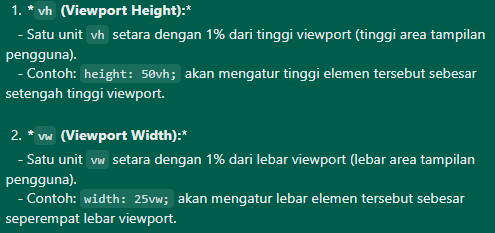 1. *vh (Viewport Height):*
- Satu unit vh setara dengan 1% dari tinggi viewport (tinggi area tampilan
pengguna).
- Contoh: height: 50vh; akan mengatur tinggi elemen tersebut sebesar
setengah tinggi viewport.
2. *vw (Viewport Width):*
- Satu unit vw setara dengan 1% dari lebar viewport (lebar area tampilan
pengguna).
- Contoh: width: 25vw; akan mengatur lebar elemen tersebut sebesar
seperempat lebar viewport.